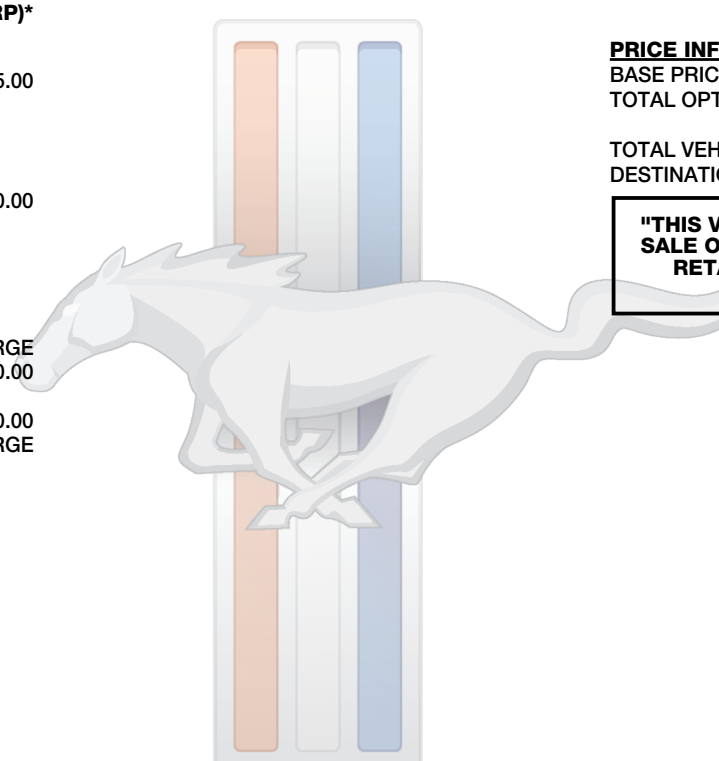 RP)*
5.00
0.00
RGE
0.00
0.00
RGE
PRICE INF
BASE PRIC
TOTAL OPT
TOTAL VEH
DESTINATIO
"THIS V
SALE O
RETA